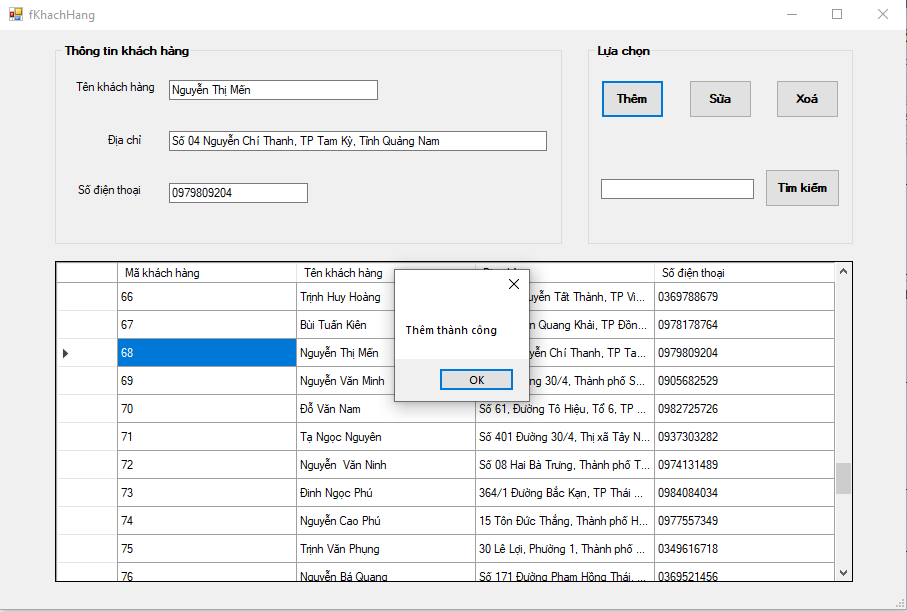 fKhachHang
Thông tin khách hàng
Tên khách hàng Nguyễn Thị Mến
Địa chỉ Số 04 Nguyễn Chí Thanh, TP Tam Kỳ, Tỉnh Quảng Nam
Số điện thoại 0979809204
Lựa chọn
Thêm Sửa Xoá
Tìm kiếm
Mã khách hàng Tên khách hàng Số điện thoại
66 Trịnh Huy Hoàng Tất Thành, TP Vi... 0369788679
67 Bùi Tuấn Kiên Quang Khải, TP Đồn... 0978178764
68 Nguyễn Thị Mến Chí Thanh, TP Ta... 0979809204
69 Nguyễn Văn Minh 30/4, Thành phố S... 0905682529
70 Đỗ Văn Nam Số 61, Đường Tô Hiệu, Tổ 6, TP ... 0982725726
71 Tạ Ngọc Nguyên Số 401 Đường 30/4, Thị xã Tây N... 0937303282
72 Nguyễn Văn Ninh Số 08 Hai Bà Trưng, Thành phố T... 0974131489
73 Đinh Ngọc Phú 364/1 Đường Bắc Kạn, TP Thái ... 0984084034
74 Nguyễn Cao Phú 15 Tôn Đức Thắng, Thành phố H... 0977557349
75 Trịnh Văn Phụng 30 Lê Lợi, Phường 1, Thành phố ... 0349616718
76 Nguyễn Bá Quang Số 171 Đường Phạm Hồng Thái, ... 0369521456
Thêm thành công
OK